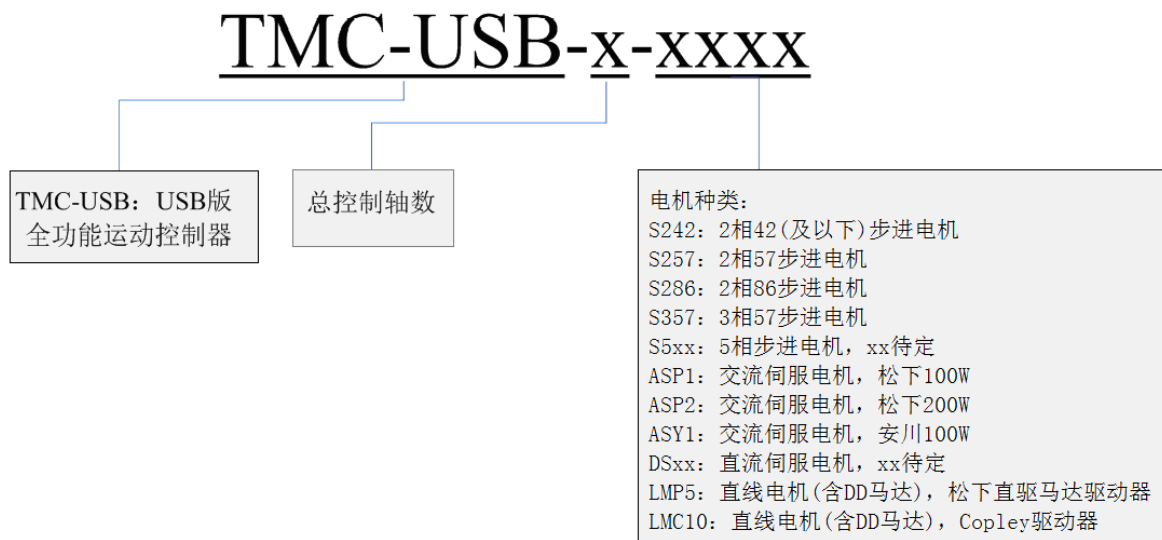 TMC-USB-x-xxxx
TMC-USB：USB版
全功能运动控制器
总控制轴数
电机种类：
S242：2相42(及以下)步进电机
S257：2相57步进电机
S286：2相86步进电机
S357：3相57步进电机
S5xx：5相步进电机，xx待定
ASP1：交流伺服电机，松下100W
ASP2：交流伺服电机，松下200W
ASY1：交流伺服电机，安川100W
DSxx：直流伺服电机，xx待定
LMP5：直线电机(含DD马达)，松下直驱马达驱动器
LMC10：直线电机(含DD马达)，Copley驱动器